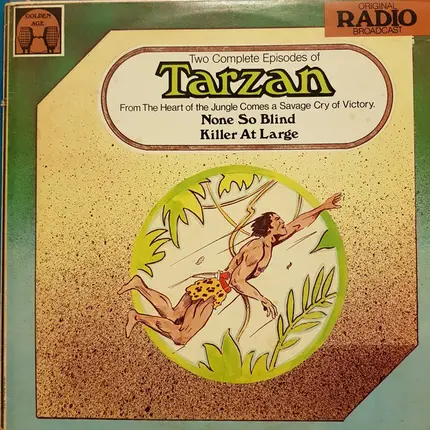 GOLDEN
AGE
ORIGINAL
RADIO
BROADCAST
Two Complete Episodes of
Tarzan
From The Heart of the Jungle Comes a Savage Cry of Victory.
None So Blind
Killer At Large